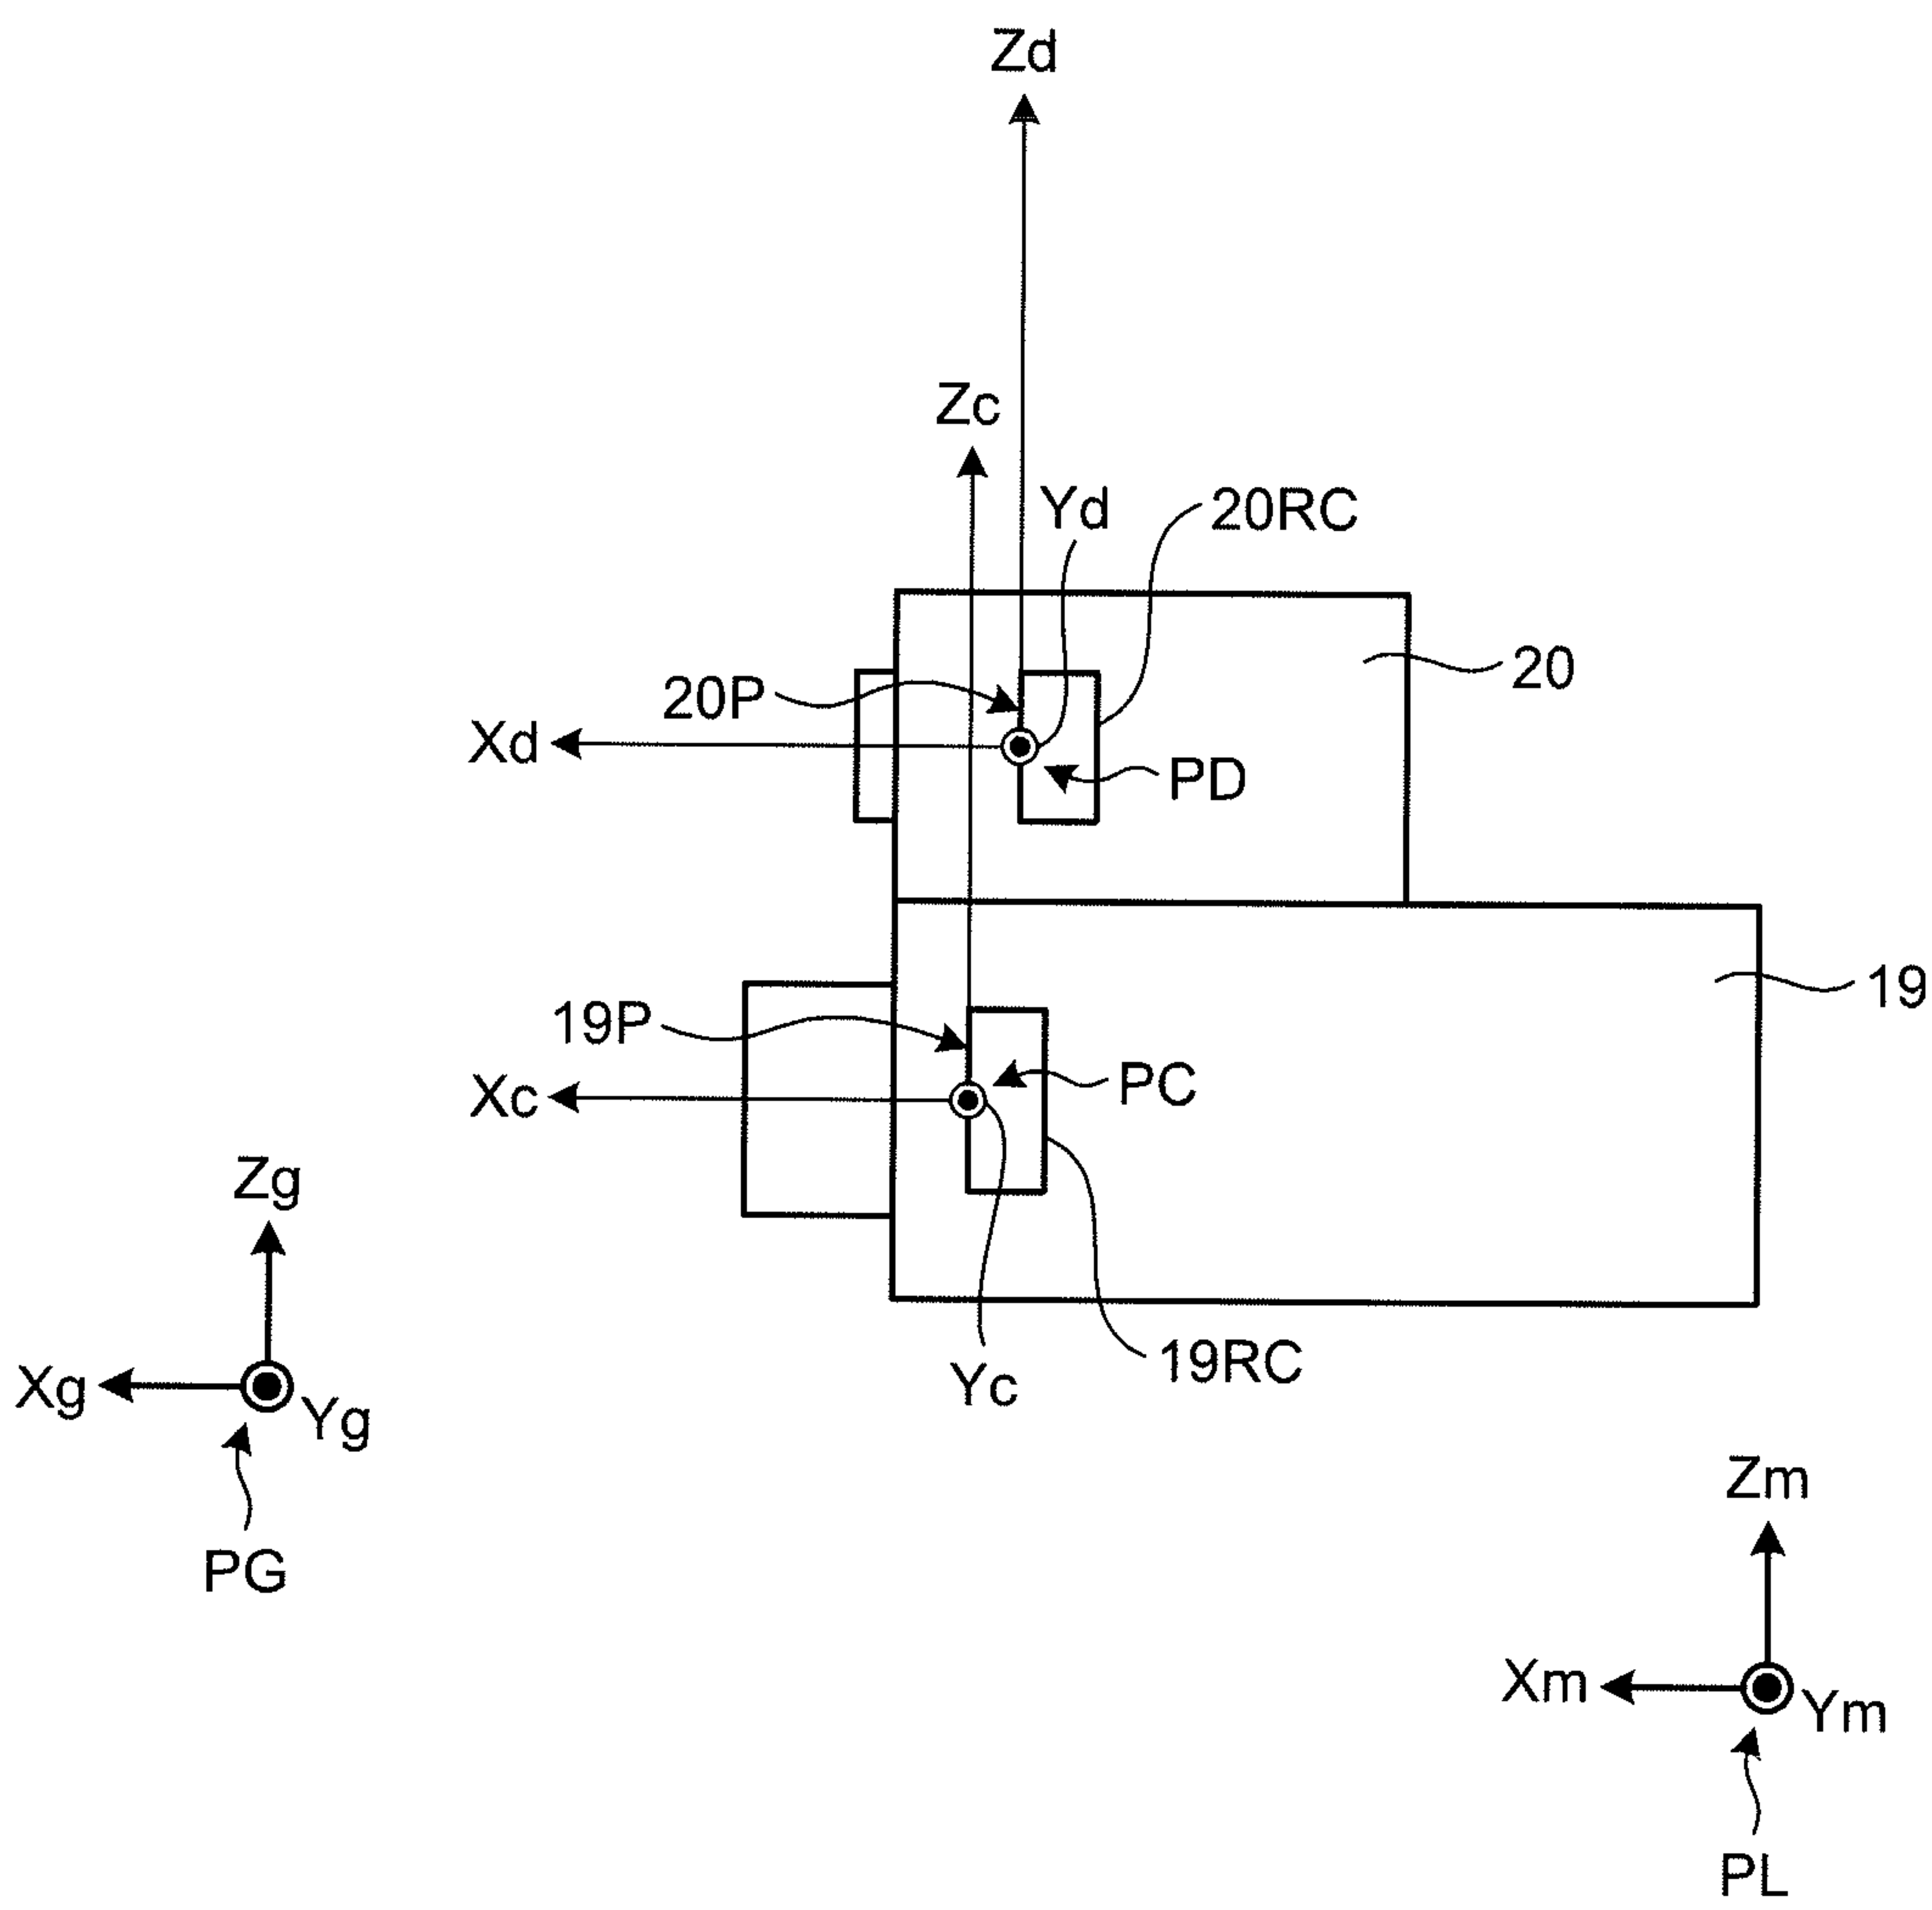 Zd
Zc
Yd
20RC
20
20P
Xd
PD
19
19P
PC
Xc
Zg
19RC
Yc
Xg
Yg
Zm
PG
Xm
Ym
PL